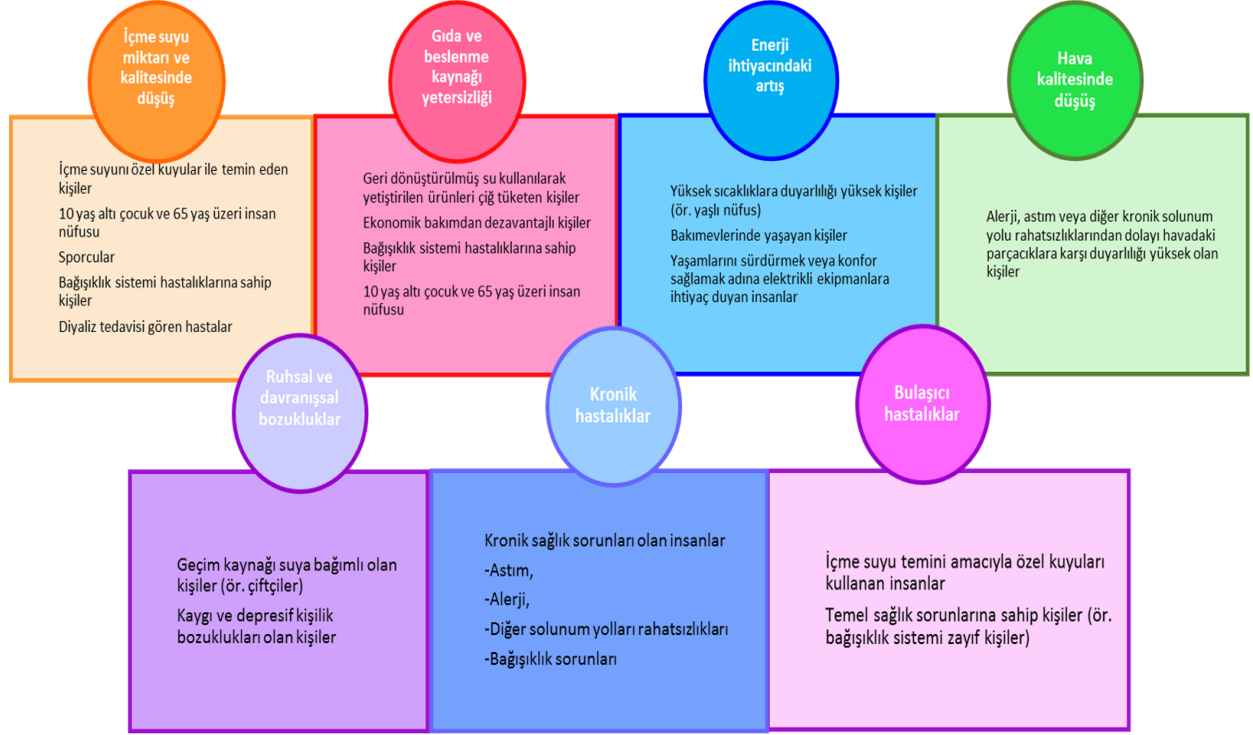 İçme suyu
miktarı ve
kalitesinde
düşüş
İçme suyunı özel kuyular ile temin eden
kişiler
10 yaş altı çocuk ve 65 yaş üzeri insan
nüfusu
Sporcular
Bağışıklık sistemi hastalıklarına sahip
kişiler
Diyaliz tedavisi gören hastalar
Gıda ve
beslenme
kaynağı
yetersizliği
Geri dönüştürülmüş su kullanılarak
yetiştirilen ürünleri çiğ tüketen kişiler
Ekonomik bakımdan dezavantajlı kişiler
Bağışıklık sistemi hastalıklarına sahip
kişiler
10 yaş altı çocuk ve 65 yaş üzeri insan
nüfusu
Enerji
ihtiyacındaki
artış
Yüksek sıcaklıklara duyarlılığı yüksek kişiler
(ör. yaşlı nüfus)
Bakımevlerinde yaşayan kişiler
Yaşamlarını sürdürmek veya konfor
sağlamak adına elektrikli ekipmanlara
ihtiyaç duyan insanlar
Hava
kalitesinde
düşüş
Alerji, astım veya diğer kronik solunum
yolu rahatsızlıklarından dolayı havadaki
parçacıklara karşı duyarlılığı yüksek olan
kişiler
Ruhsal ve
davranışsal
bozukluklar
Geçim kaynağı suya bağımlı olan
kişiler (ör. çiftçiler)
Kaygı ve depresif kişilik
bozuklukları olan kişiler
Kronik
hastalıklar
Kronik sağlık sorunları olan insanlar
-Astım,
-Alerji,
-Diğer solunum yolları rahatsızlıkları
-Bağışıklık sorunları
Bulaşıcı
hastalıklar
İçme suyu temini amacıyla özel kuyuları
kullanan insanlar
Temel sağlık sorunlarına sahip kişiler (ör.
bağışıklık sistemi zayıf kişiler)